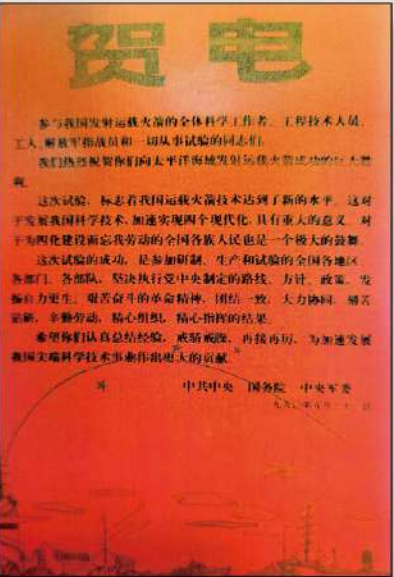 贺电
参与我国发射运载火箭的全体科学工作者、工程技术人员、
工人、解放军指战员和一切从事试验的同志们:
我们热烈祝贺你们向太平洋海域发射运载火箭成功的巨大胜
利。
这次试验,标志着我国运载火箭技术达到了新的水平。这对
于发展我国科学技术,加速实现四个现代化,具有重大的意义。对
于为四化建设而忘我劳动的全国各族人民也是一个极大的鼓舞。
这次试验的成功,是参加研制、生产和试验的全国各地区、
各部门、各部队,坚决执行党中央制定的路线、方针、政策,发
扬自力更生、艰苦奋斗的革命精神,团结一致,大力协同,刻苦
钻研,辛勤劳动,精心组织,精心指挥的结果。
希望你们认真总结经验,戒骄戒躁,再接再厉,为加速发展
我国尖端科学技术事业作出更大的贡献。
中共中央 国务院 中央军委
一九八〇年五月二十一日